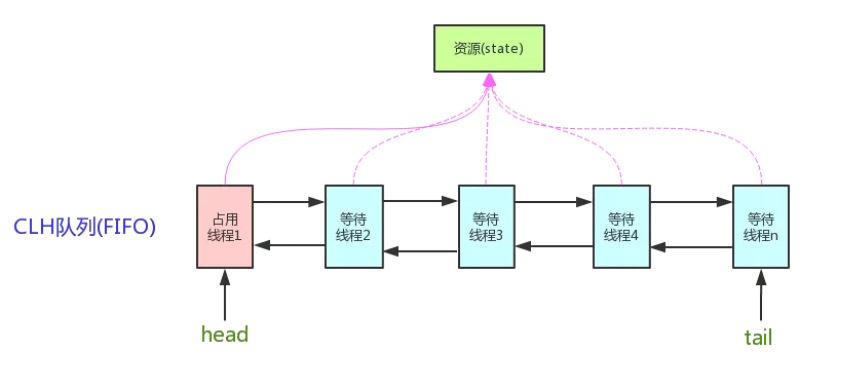 资源(state)
CLH队列(FIFO)
占用
线程1
等待
线程2
等待
线程3
等待
线程4
等待
线程n
head
tail